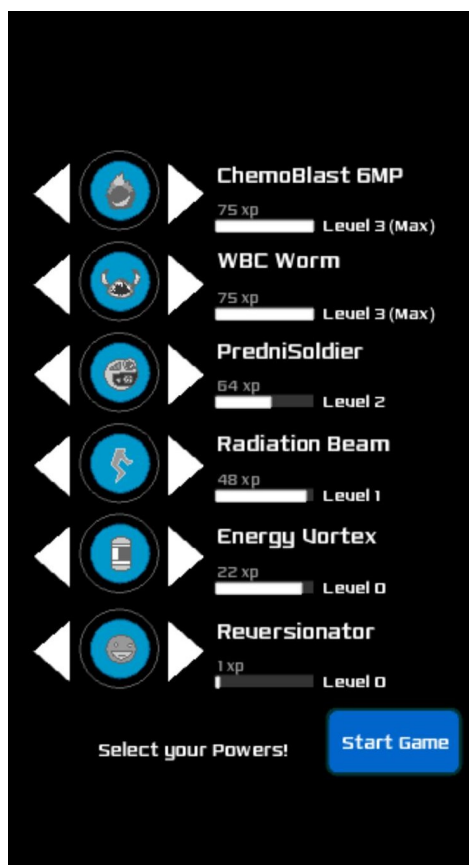 ChemoBlast 6MP
75 xp
Level 3 (Max)
WBC Worm
75 xp
Level 3 (Max)
PredniSoldier
64 xp
Level 2
Radiation Beam
48 xp
Level 1
Energy Vortex
22 xp
Level 0
Reversionator
1 xp
Level 0
Select your Powers!
Start Game